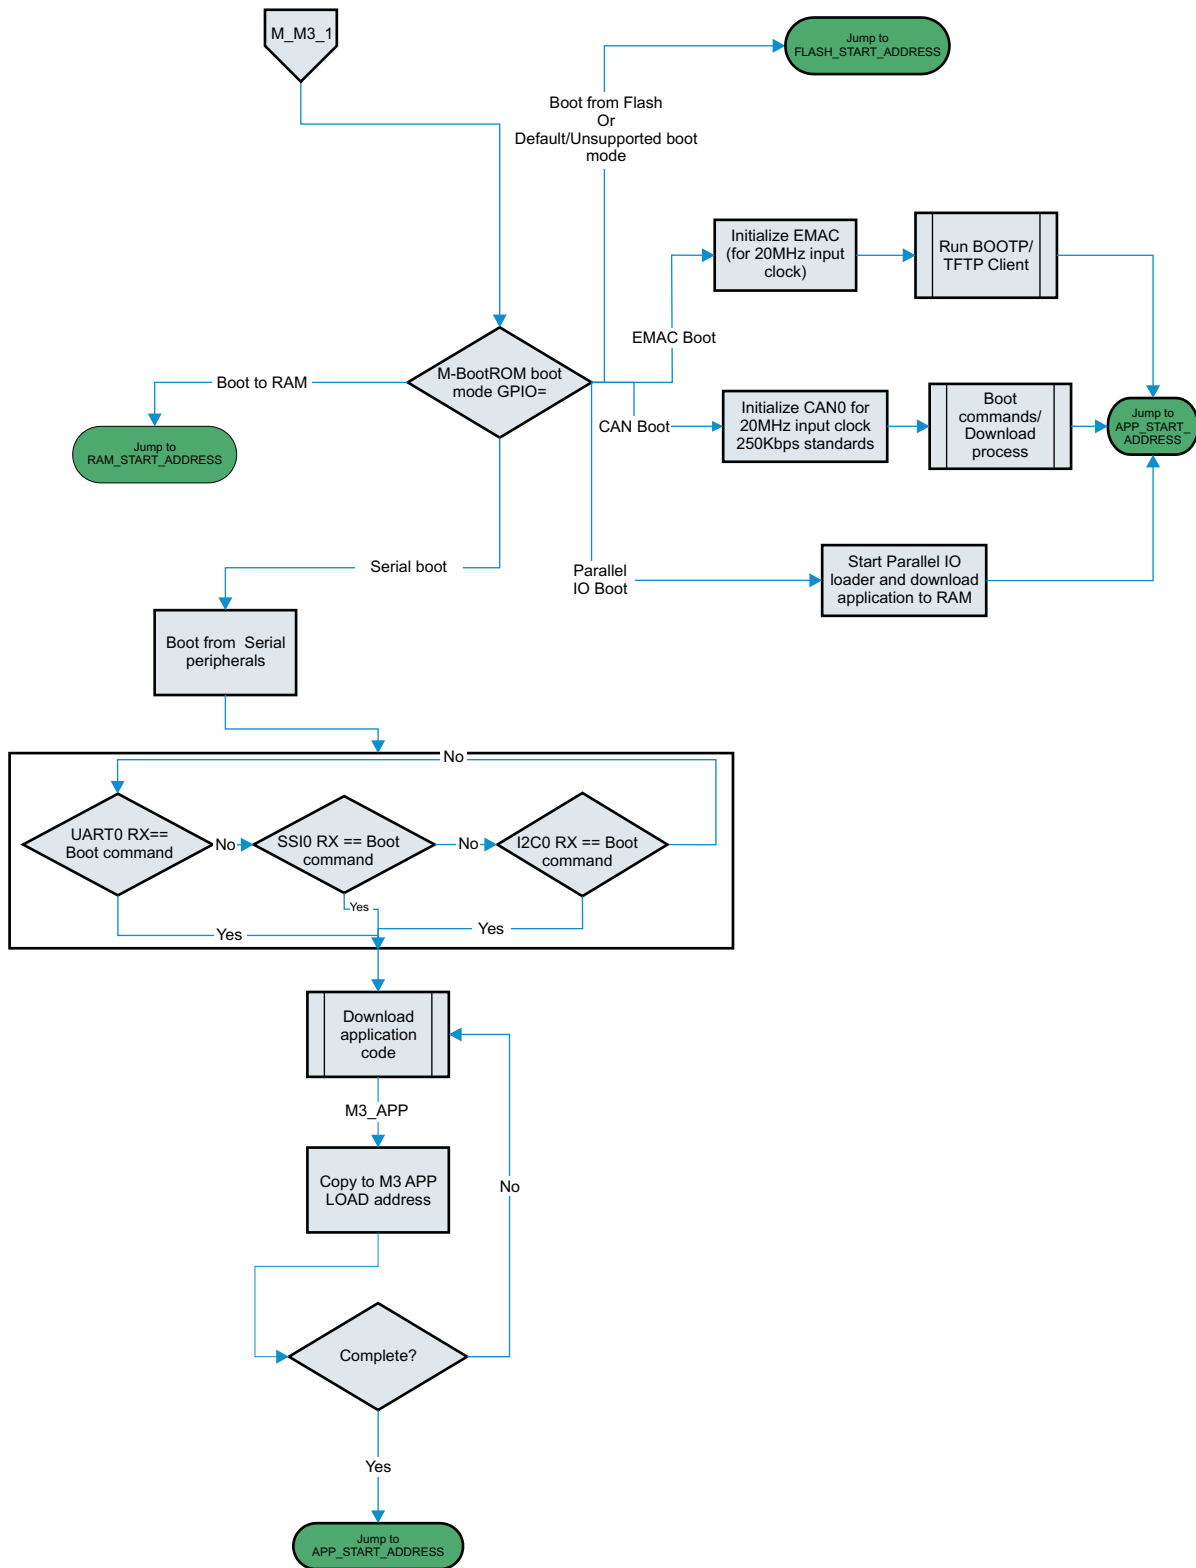 M_M3_1
Jump to
FLASH_START_ADDRESS
Boot from Flash
Or
Default/Unsupported boot
mode
Initialize EMAC
(for 20MHz input
clock)
Run BOOTP/
TFTP Client
EMAC Boot
M-BootROM boot
mode GPIO=
Boot to RAM
Jump to
RAM_START_ADDRESS
CAN Boot
Initialize CAN0 for
20MHz input clock
250Kbps standards
Boot
commands/
Download
process
Jump to
APP_START_
ADDRESS
Serial boot
Parallel
IO Boot
Start Parallel IO
loader and download
application to RAM
Boot from  Serial
peripherals
No
UART0 RX==
Boot command
No
SSI0 RX == Boot
command
No
I2C0 RX == Boot
command
Yes
Yes
Yes
Download
application
code
M3_APP
Copy to M3 APP
LOAD address
No
Complete?
Yes
Jump to
APP_START_ADDRESS